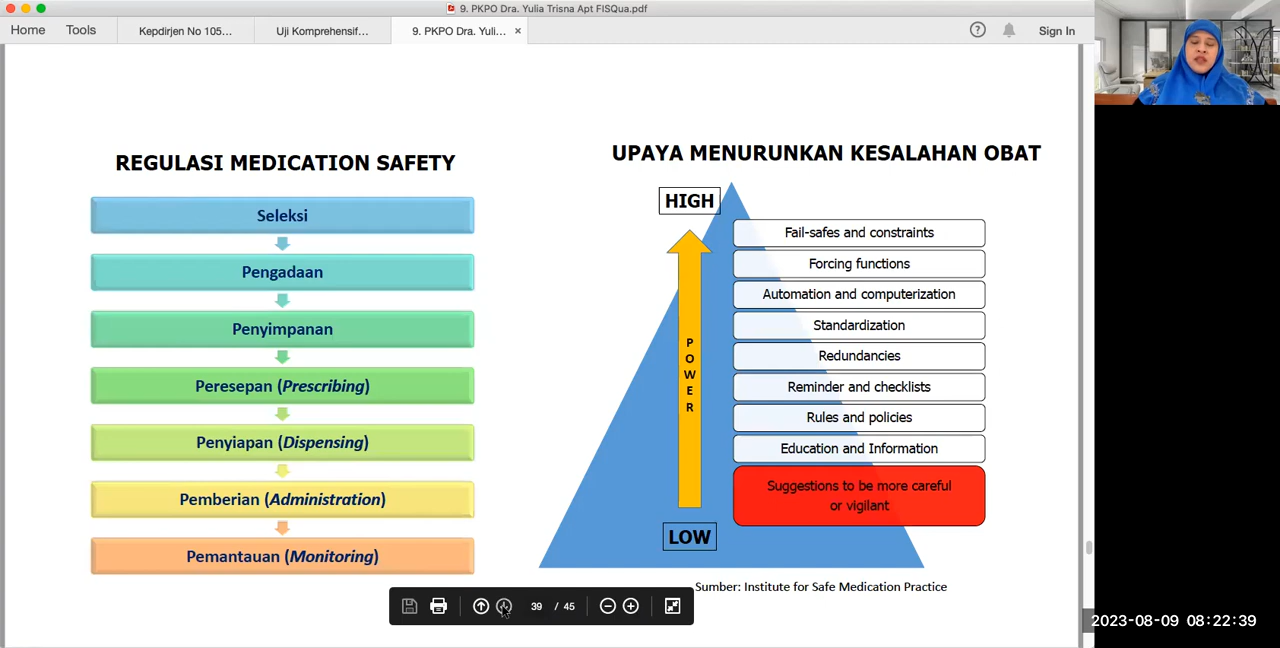 9. PKPO Dra. Yulia Trisna Apt FISQua.pdf
Home
Tools
Kepdirjen No 105...
Uji Komprehensif...
9. PKPO Dra. Yuli...
Sign In
REGULASI MEDICATION SAFETY
Seleksi
Pengadaan
Penyimpanan
Peresepan (Prescribing)
Penyiapan (Dispensing)
Pemberian (Administration)
Pemantauan (Monitoring)
UPAYA MENURUNKAN KESALAHAN OBAT
HIGH
POWER
LOW
Fail-safes and constraints
Forcing functions
Automation and computerization
Standardization
Redundancies
Reminder and checklists
Rules and policies
Education and Information
Suggestions to be more careful
or vigilant
Sumber: Institute for Safe Medication Practice
39 / 45
2023-08-09 08:22:39